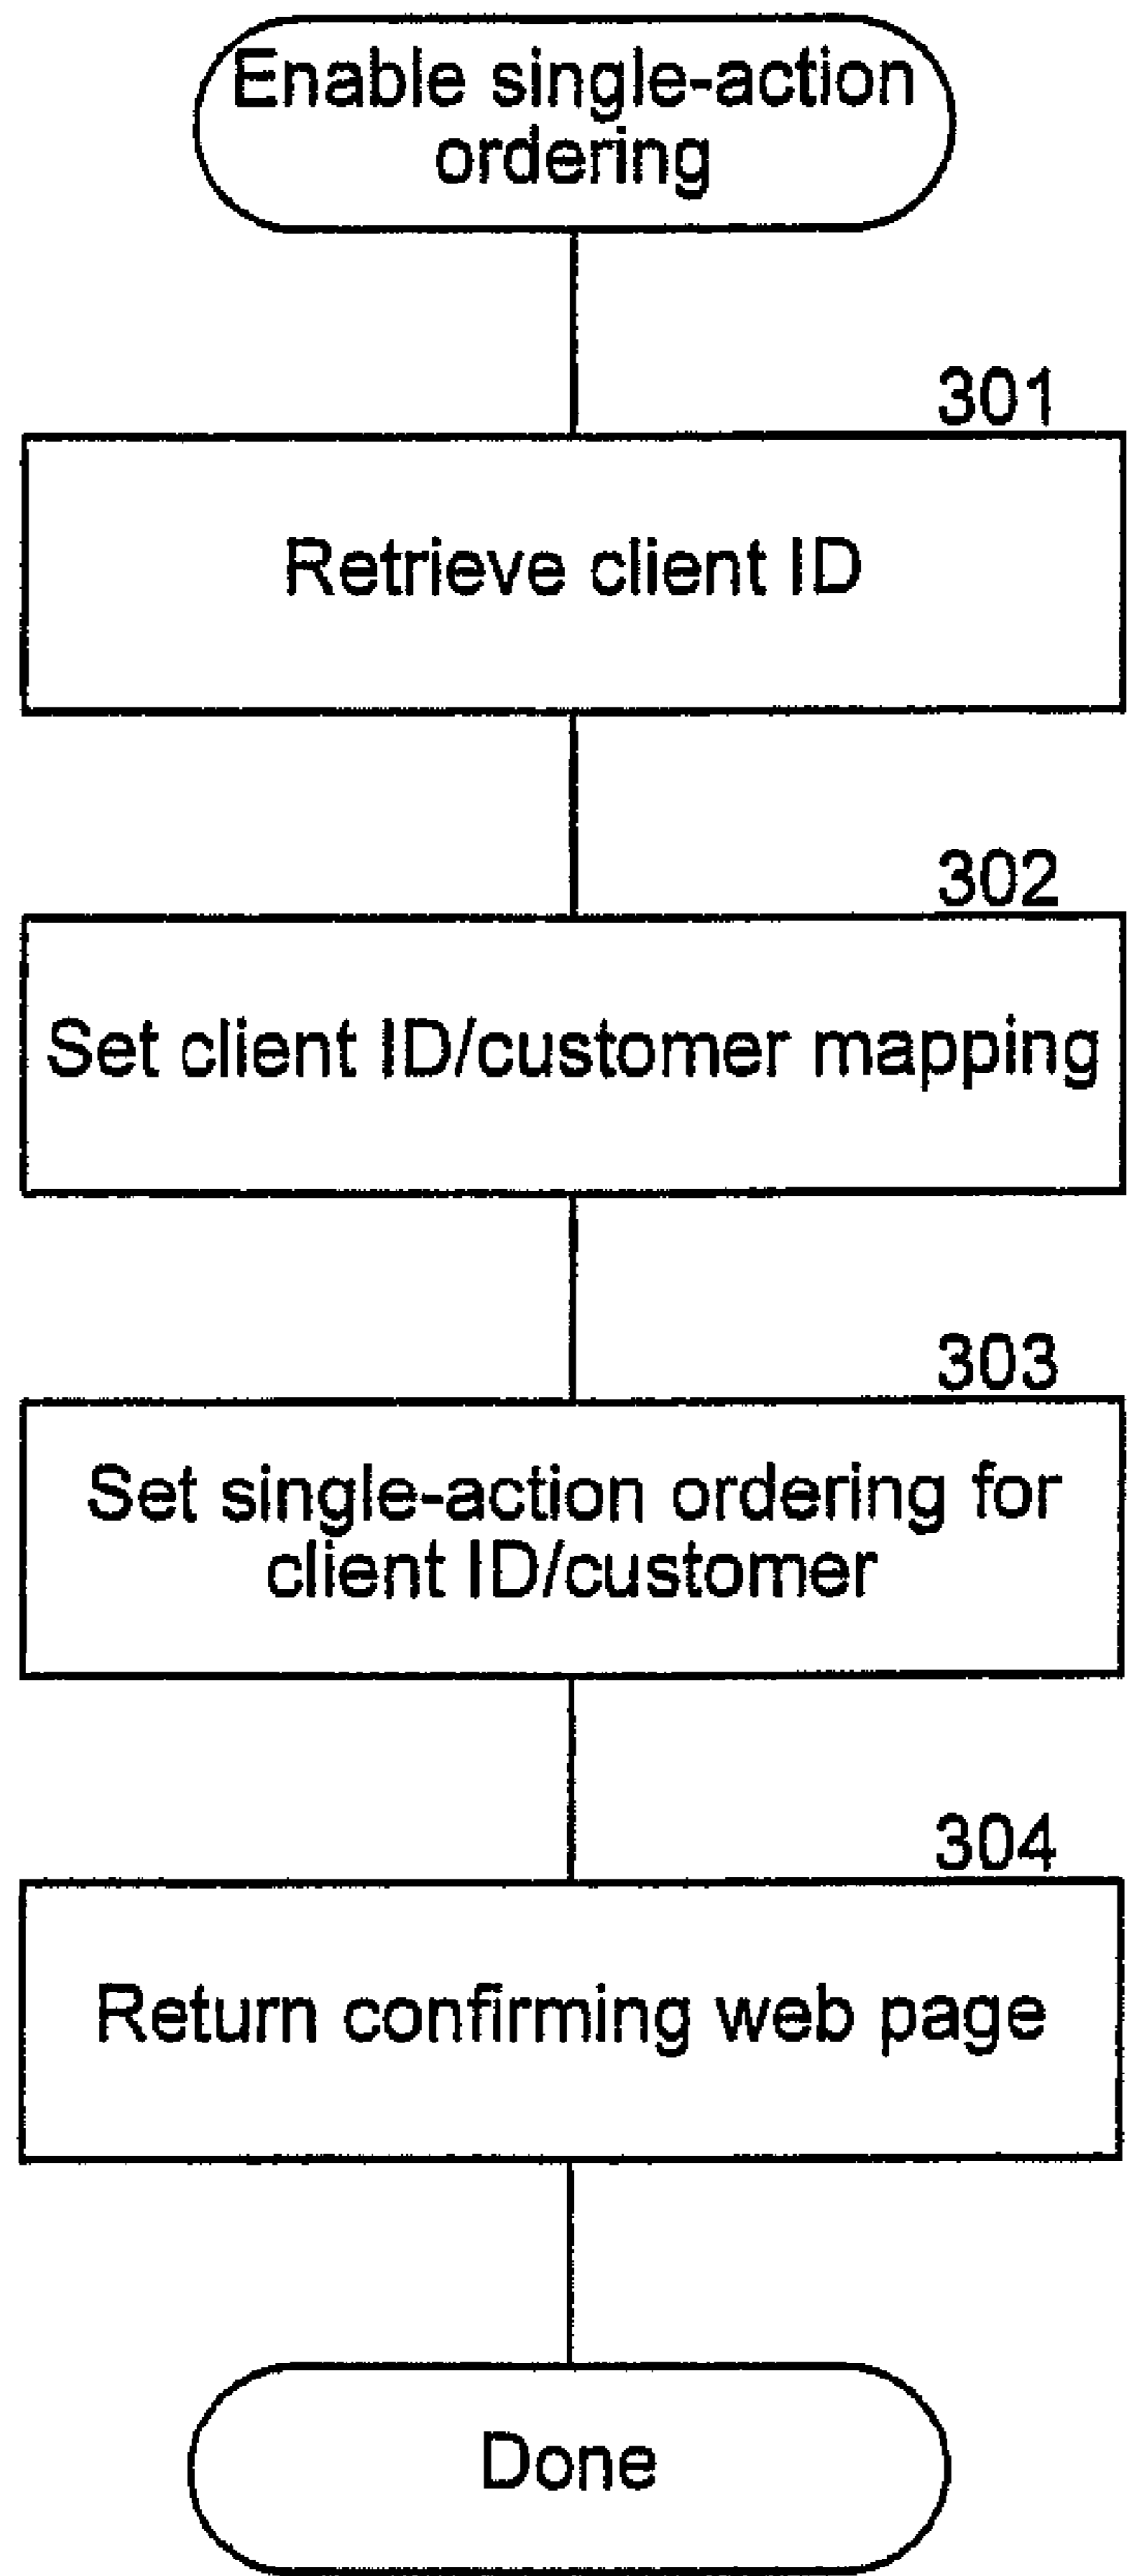 Enable single-action
ordering
301
Retrieve client ID
302
Set client ID/customer mapping
303
Set single-action ordering for
client ID/customer
304
Return confirming web page
Done